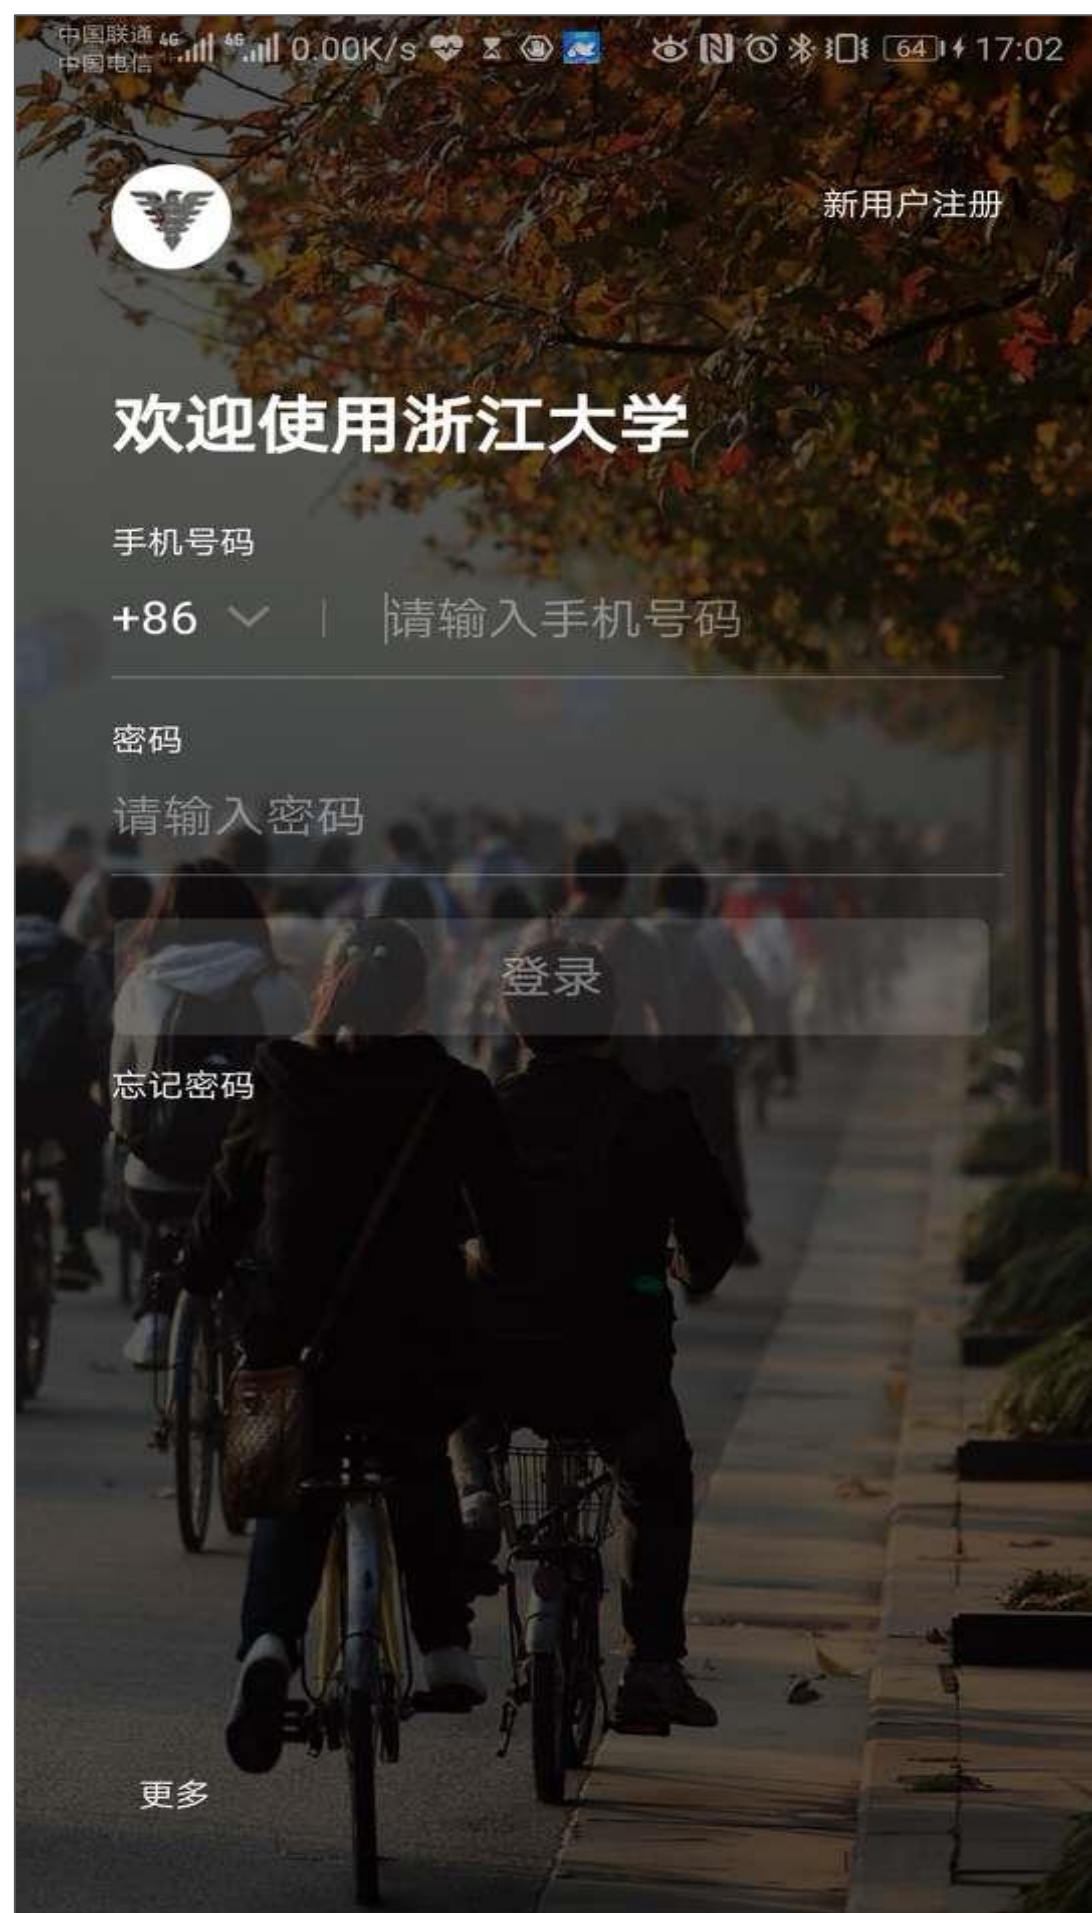 中国联通 4G 4G 0.00K/s 64 17:02
中国电信
新用户注册
欢迎使用浙江大学
手机号码
+86 请输入手机号码
密码
请输入密码
登录
忘记密码
更多